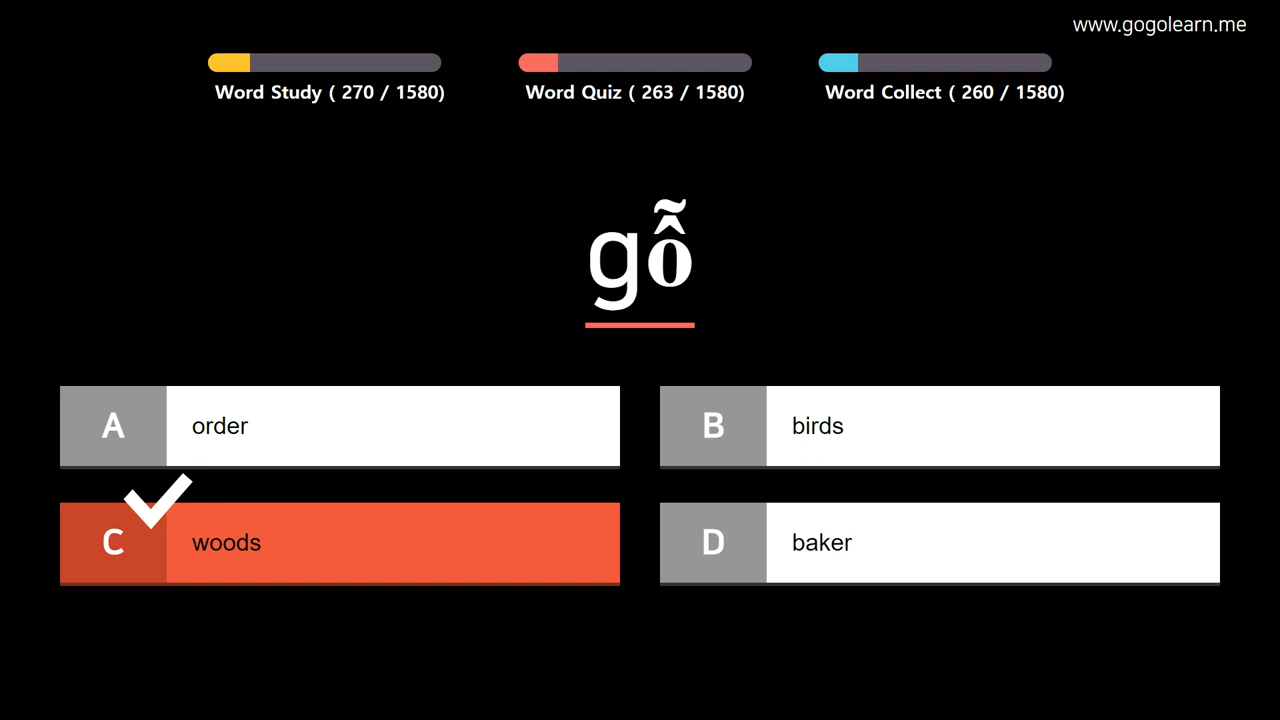 www.gogolearn.me
Word Study ( 270 / 1580)
Word Quiz ( 263 / 1580)
Word Collect ( 260 / 1580)
gỗ
A order
B birds
C woods
D baker